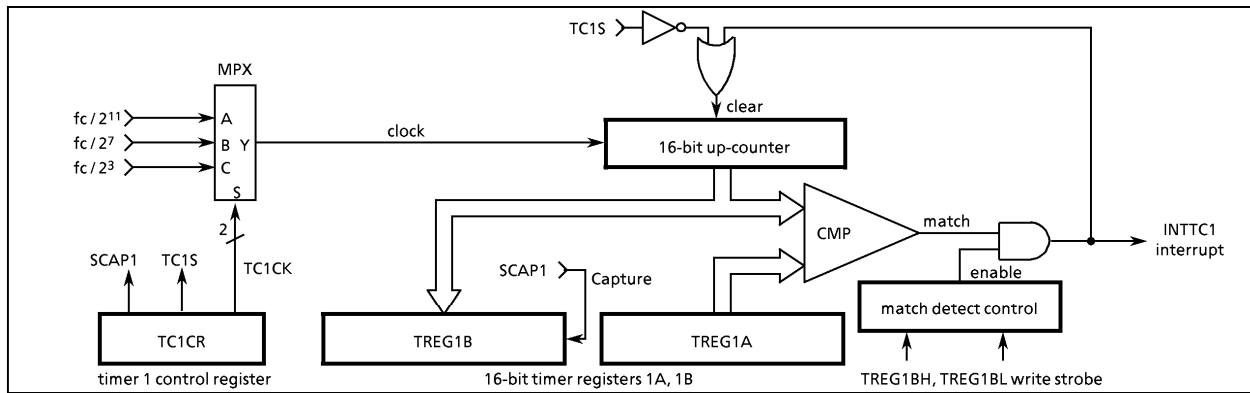 TC1S
MPX
fc / 2¹¹
A
clear
fc / 2⁷
B Y
clock
16-bit up-counter
fc / 2³
C
S
2
CMP
match
INTTC1
interrupt
SCAP1
TC1S
TC1CK
SCAP1
Capture
enable
match detect control
TC1CR
TREG1B
TREG1A
timer 1 control register
16-bit timer registers 1A, 1B
TREG1BH, TREG1BL write strobe